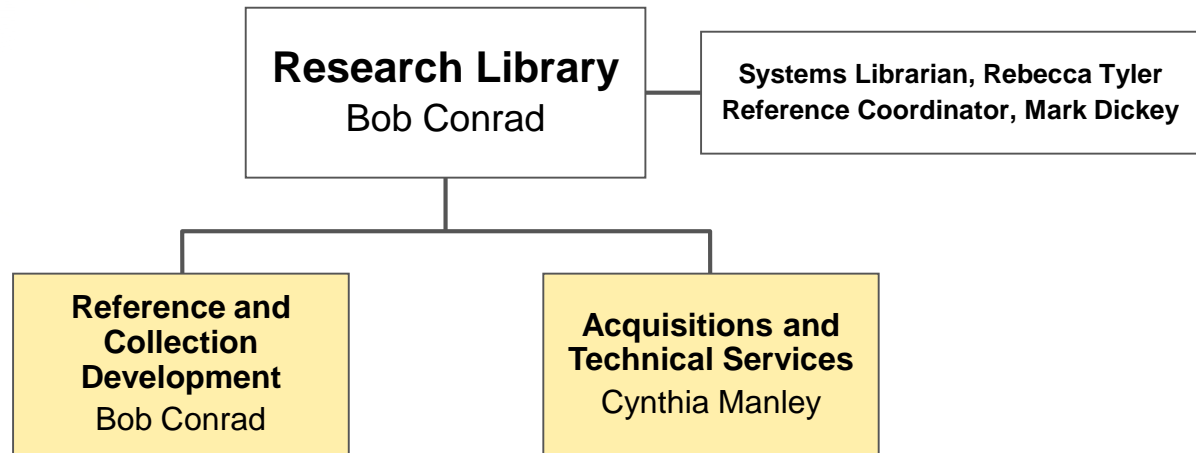 Research Library
Bob Conrad
Systems Librarian, Rebecca Tyler
Reference Coordinator, Mark Dickey
Reference and
Collection
Development
Bob Conrad
Acquisitions and
Technical Services
Cynthia Manley